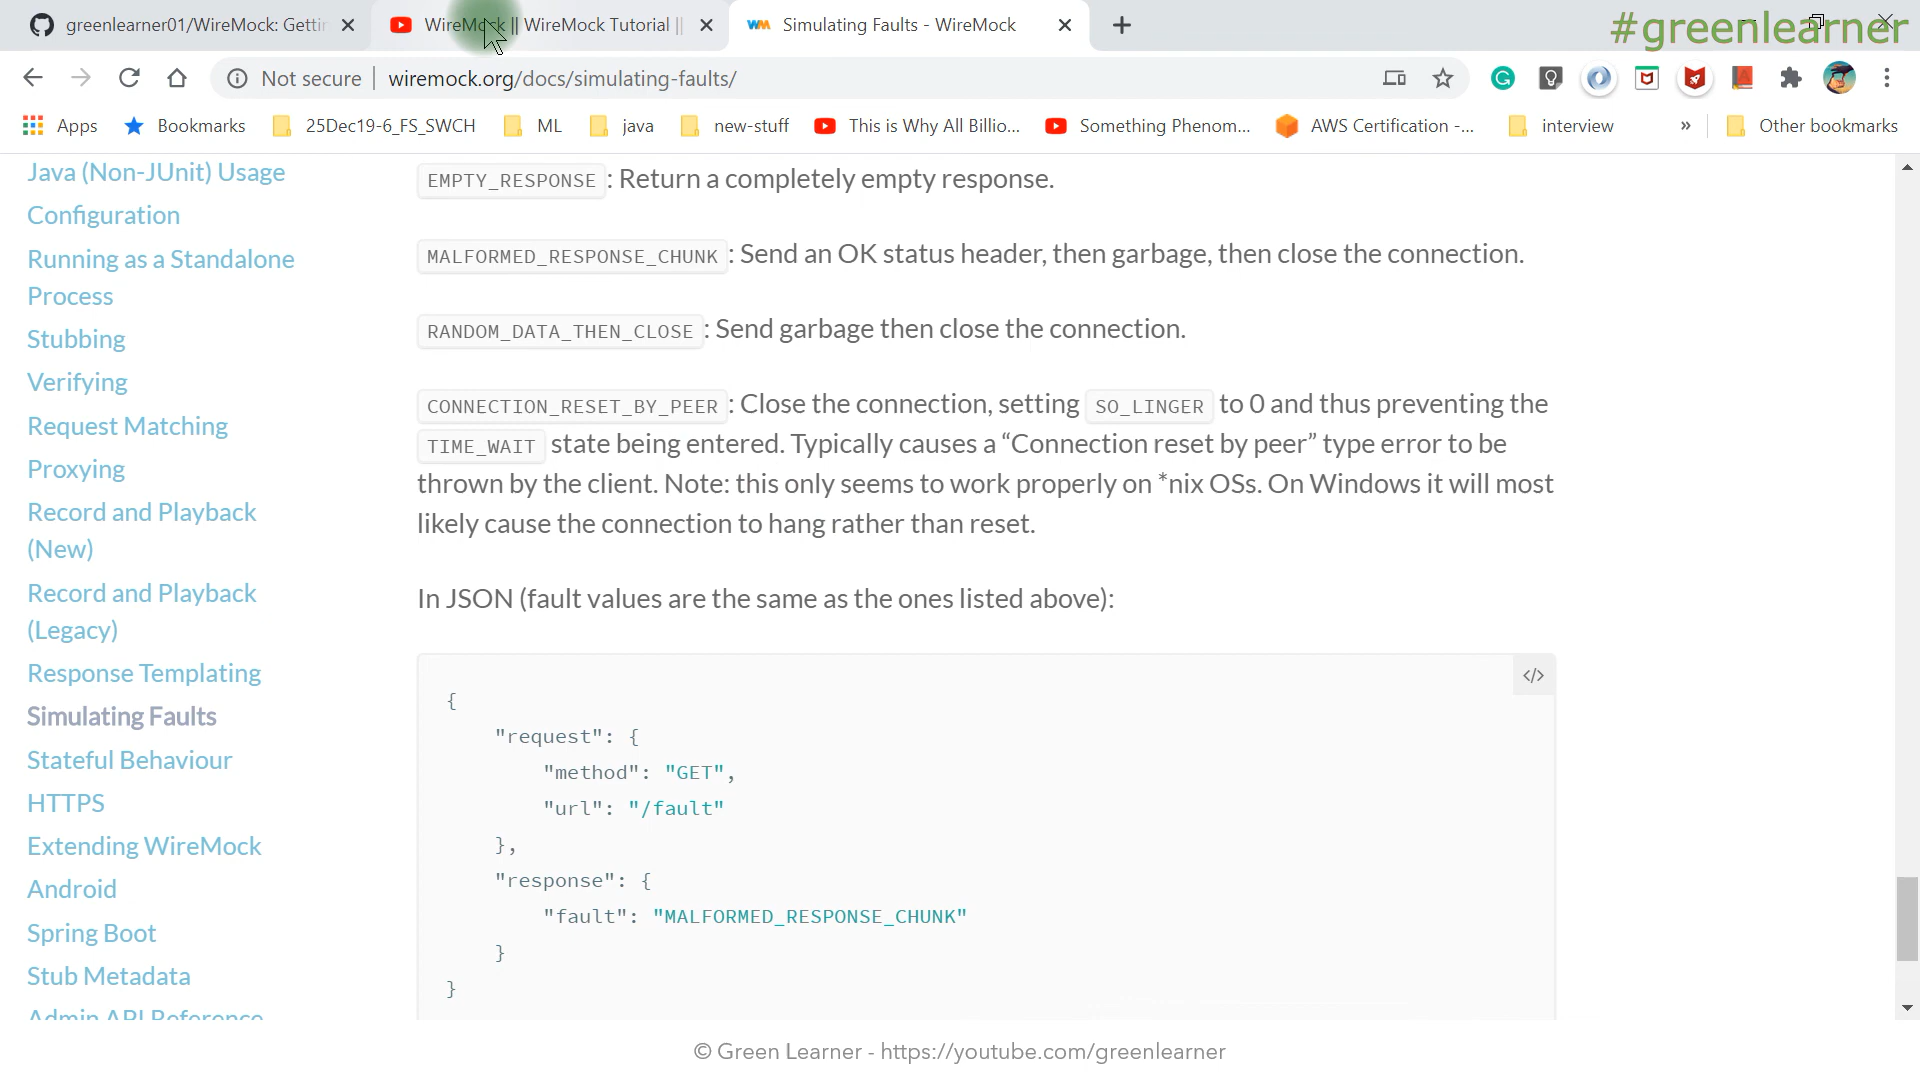 greenlearner01/WireMock: Gettin
WireMock || WireMock Tutorial ||
Simulating Faults - WireMock
#greenlearner
Not secure
wiremock.org/docs/simulating-faults/
Apps
Bookmarks
25Dec19-6_FS_SWCH
ML
java
new-stuff
This is Why All Billio...
Something Phenom...
AWS Certification -...
interview
»
Other bookmarks
Java (Non-JUnit) Usage
Configuration
Running as a Standalone
Process
Stubbing
Verifying
Request Matching
Proxying
Record and Playback
(New)
Record and Playback
(Legacy)
Response Templating
Simulating Faults
Stateful Behaviour
HTTPS
Extending WireMock
Android
Spring Boot
Stub Metadata
Admin API Reference
EMPTY_RESPONSE : Return a completely empty response.
MALFORMED_RESPONSE_CHUNK : Send an OK status header, then garbage, then close the connection.
RANDOM_DATA_THEN_CLOSE : Send garbage then close the connection.
CONNECTION_RESET_BY_PEER : Close the connection, setting SO_LINGER to 0 and thus preventing the
TIME_WAIT state being entered. Typically causes a “Connection reset by peer” type error to be
thrown by the client. Note: this only seems to work properly on *nix OSs. On Windows it will most
likely cause the connection to hang rather than reset.
In JSON (fault values are the same as the ones listed above):
</>
{
"request": {
"method": "GET",
"url": "/fault"
},
"response": {
"fault": "MALFORMED_RESPONSE_CHUNK"
}
}
© Green Learner - https://youtube.com/greenlearner